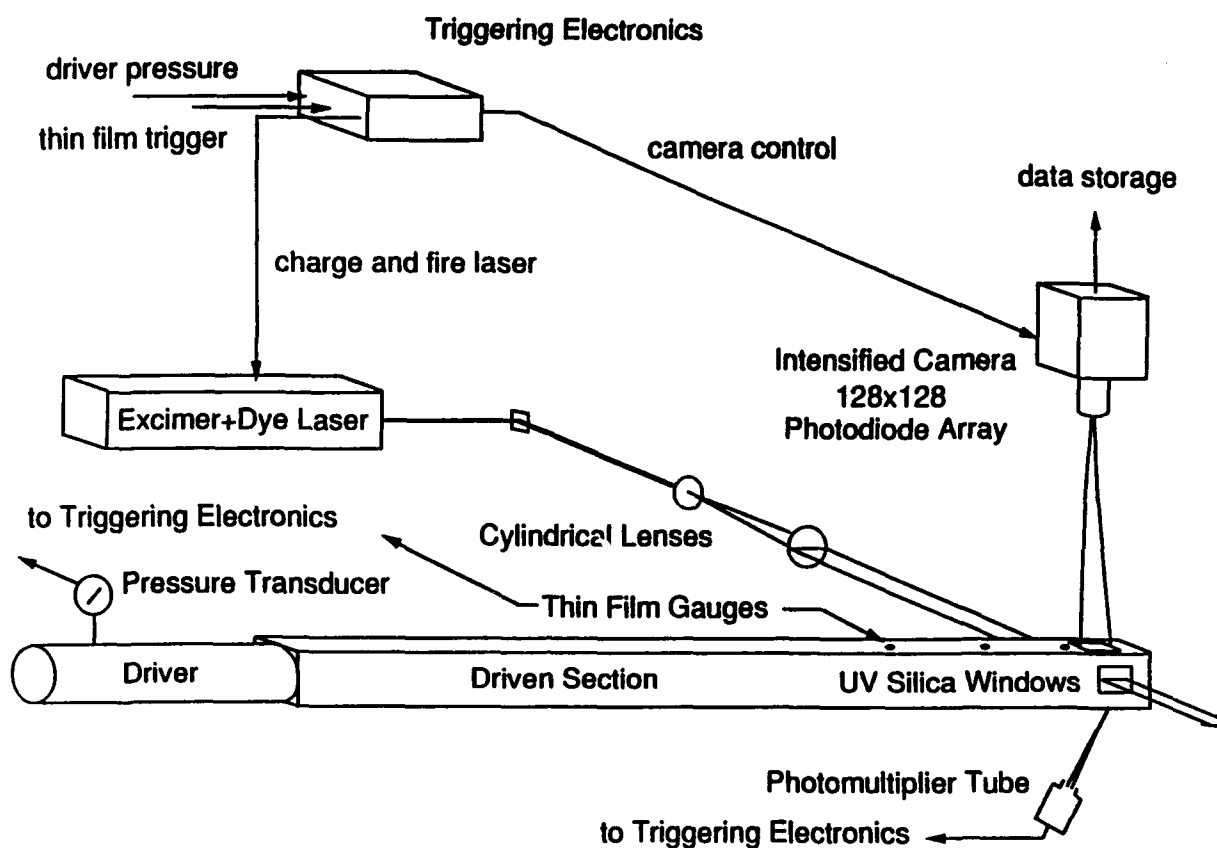 Triggering Electronics
driver pressure
thin film trigger
camera control
data storage
charge and fire laser
Intensified Camera
128x128
Photodiode Array
Excimer+Dye Laser
to Triggering Electronics
Cylindrical Lenses
Pressure Transducer
Thin Film Gauges
Driver
Driven Section
UV Silica Windows
Photomultiplier Tube
to Triggering Electronics